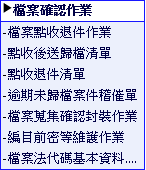 ▶檔案確認作業
-檔案點收退件作業
-點收後送歸檔清單
-點收退件清單
-逾期未歸檔案件稽催單
-檔案蒐集確認封裝作業
-編目前密等維護作業
-檔案法代碼基本資料....